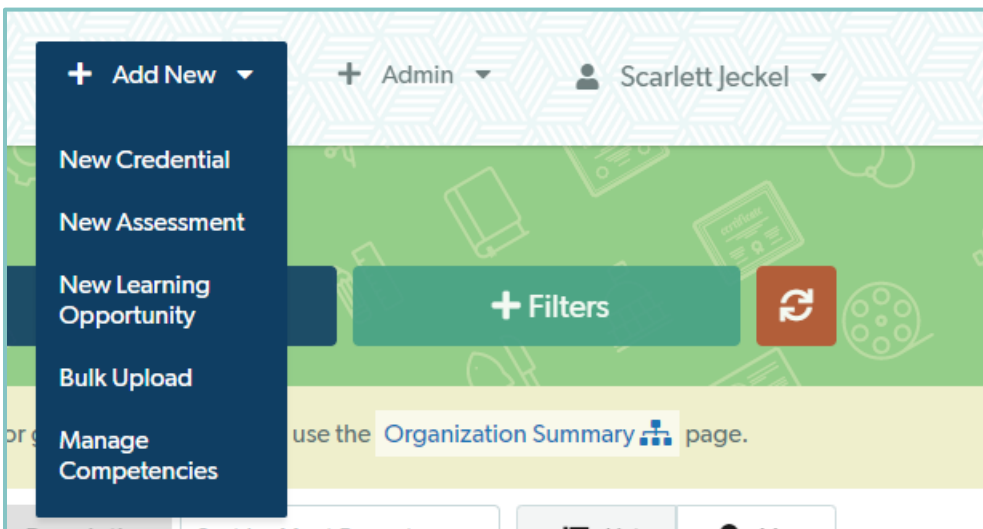 Add New
Admin
Scarlett Jeckel
New Credential
New Assessment
New Learning
Opportunity
Bulk Upload
Manage
Competencies
certificate
Filters
or
use the Organization Summary page.